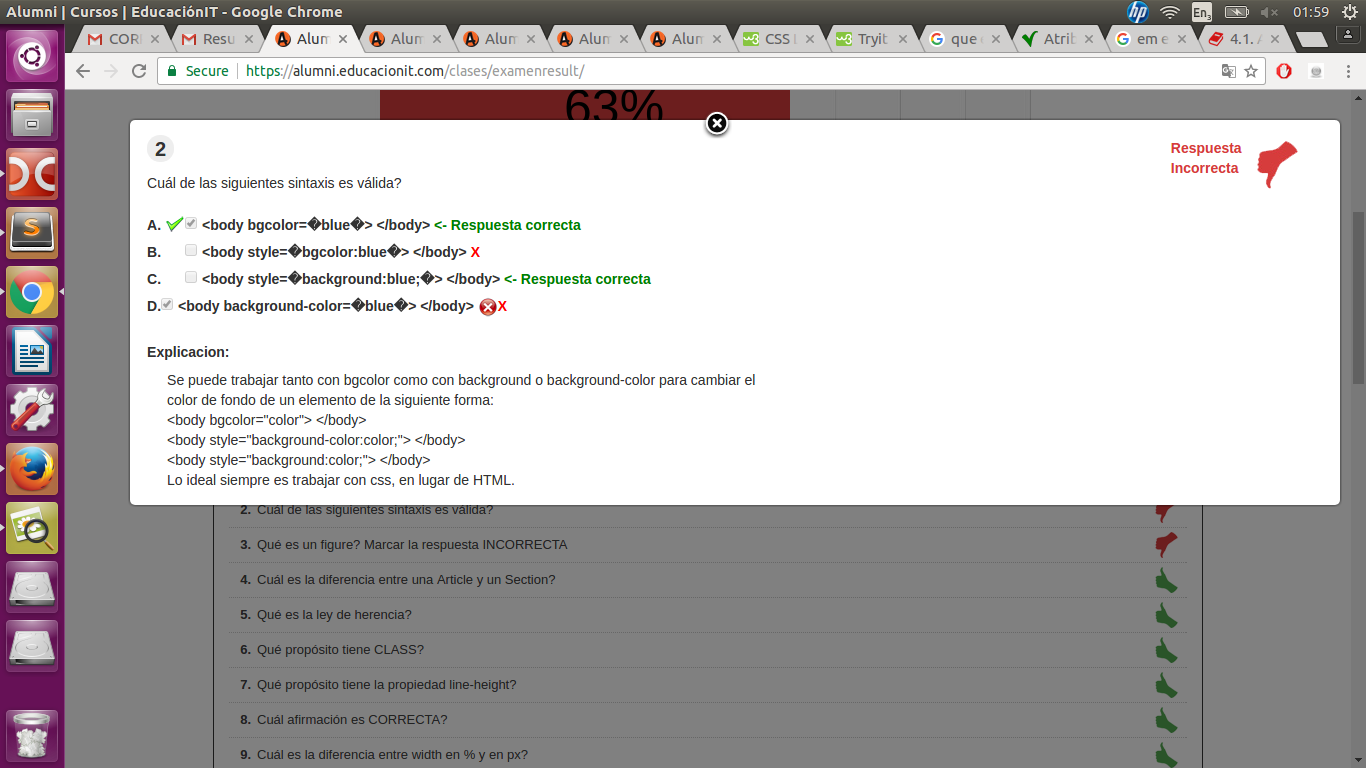 Alumni | Cursos | EducaciónIT - Google Chrome
hp
En3
01:59
CORI
Resu
Alum
Alum
Alum
Alum
Alum
CSS
Tryit
que
Atrib
em e
4.1.
Secure
https://alumni.educacionit.com/clases/examenresult/
63%
2
Respuesta
Incorrecta
Cuál de las siguientes sintaxis es válida?
A. <body bgcolor=�blue�> </body> <- Respuesta correcta
B. <body style=�bgcolor:blue�> </body> X
C. <body style=�background:blue;�> </body> <- Respuesta correcta
D. <body background-color=�blue�> </body> X
Explicacion:
Se puede trabajar tanto con bgcolor como con background o background-color para cambiar el
color de fondo de un elemento de la siguiente forma:
<body bgcolor="color"> </body>
<body style="background-color:color;"> </body>
<body style="background:color;"> </body>
Lo ideal siempre es trabajar con css, en lugar de HTML.
2. Cuál de las siguientes sintaxis es válida?
3. Qué es un figure? Marcar la respuesta INCORRECTA
4. Cuál es la diferencia entre una Article y un Section?
5. Qué es la ley de herencia?
6. Qué propósito tiene CLASS?
7. Qué propósito tiene la propiedad line-height?
8. Cuál afirmación es CORRECTA?
9. Cuál es la diferencia entre width en % y en px?